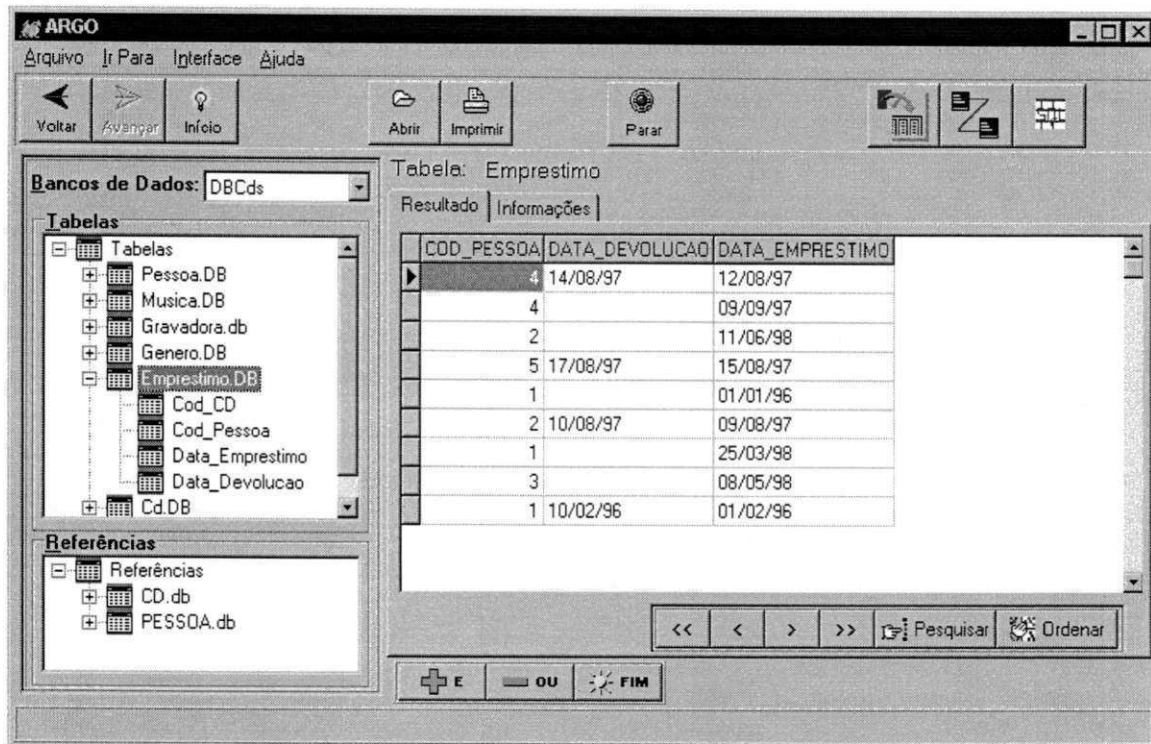 ARGO
Arquivo Ir Para Interface Ajuda
Voltar Avançar Início Abrir Imprimir Parar SQL
Bancos de Dados: DBCds
Tabelas
Tabelas
Pessoa.DB
Musica.DB
Gravadora.db
Genero.DB
Emprestimo.DB
Cod_CD
Cod_Pessoa
Data_Emprestimo
Data_Devolucao
Cd.DB
Referências
Referências
CD.db
PESSOA.db
Tabela: Emprestimo
Resultado Informações
COD_PESSOA DATA_DEVOLUCAO DATA_EMPRESTIMO
4 14/08/97 12/08/97
4 09/09/97
2 11/06/98
5 17/08/97 15/08/97
1 01/01/96
2 10/08/97 09/08/97
1 25/03/98
3 08/05/98
1 10/02/96 01/02/96
<< < > >> Pesquisar Ordenar
E OU FIM